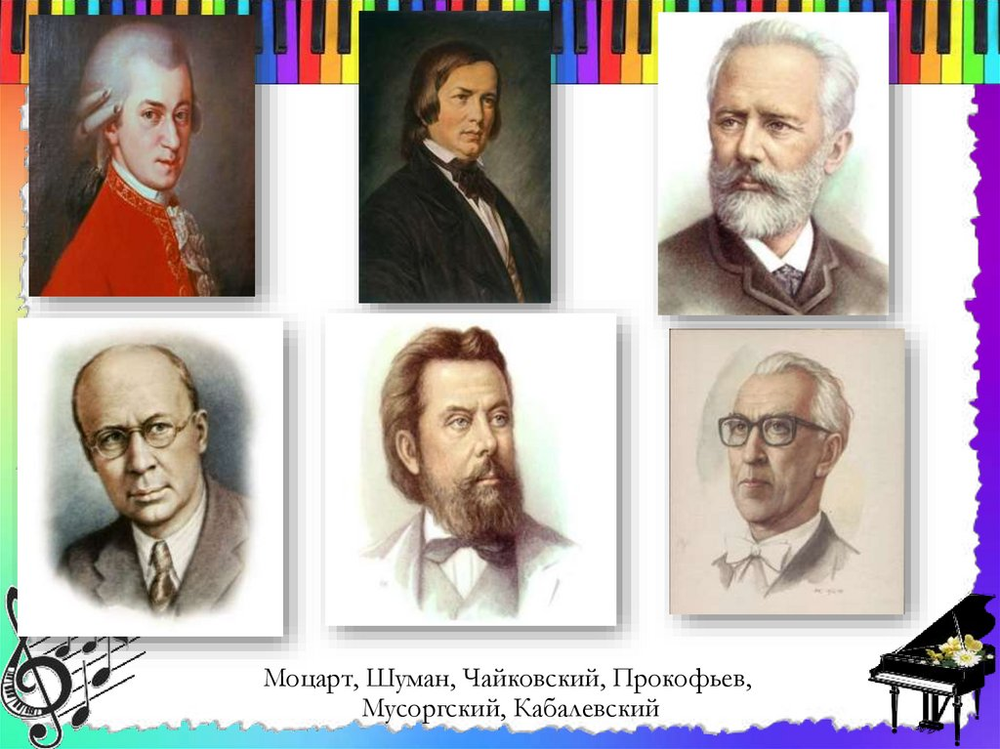 Моцарт, Шуман, Чайковский, Прокофьев,
Мусоргский, Кабалевский